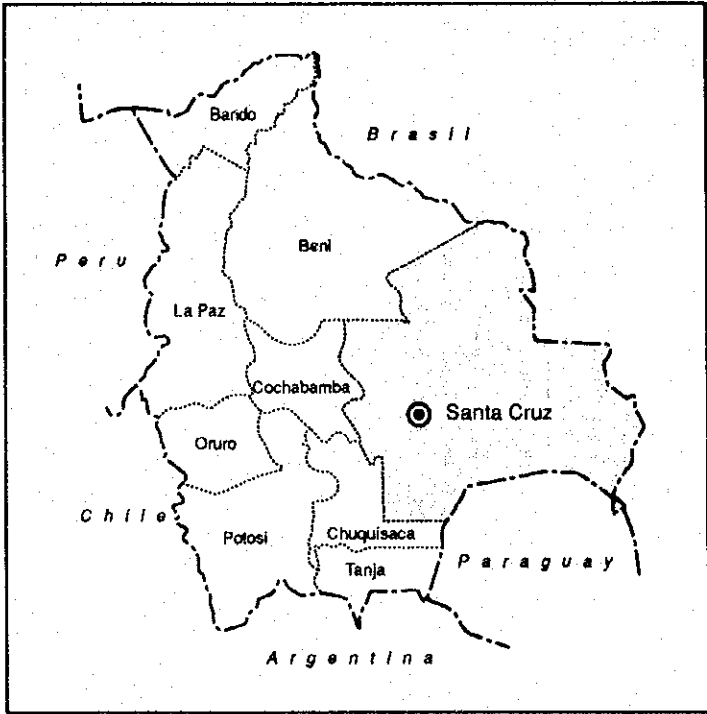 Bando
Brasil
Beni
Peru
La Paz
Cochabamba
Santa Cruz
Oruro
Chile
Potosi
Chuquisaca
Tanja
Paraguay
Argentina